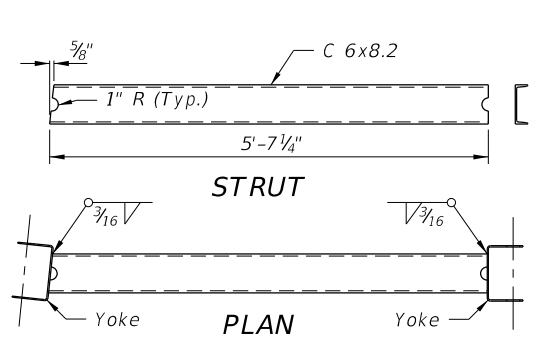 5/8"
C 6x8.2
1" R (Typ.)
5'-7 1/4"
STRUT
3/16
3/16
Yoke
Yoke
PLAN